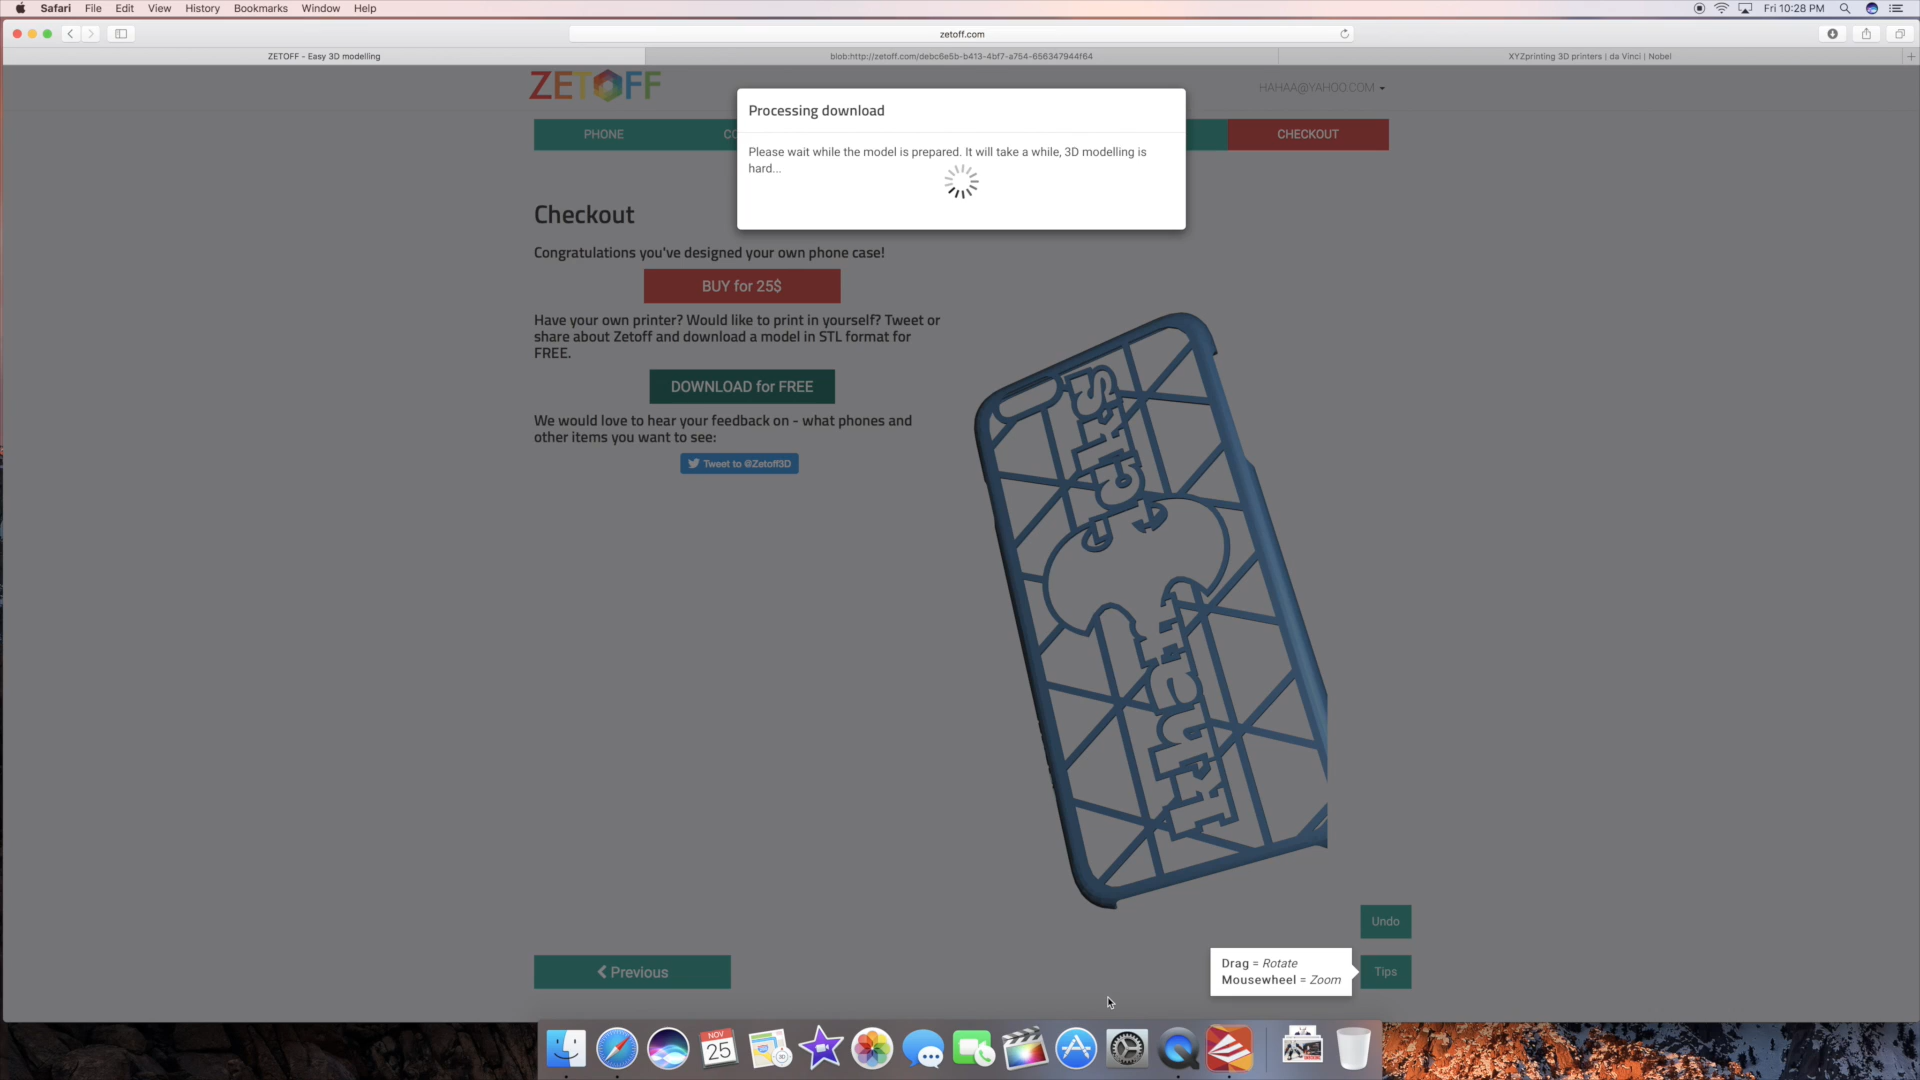 Safari File Edit View History Bookmarks Window Help
Fri 10:28 PM
zetoff.com
ZETOFF - Easy 3D modelling
blob:http://zetoff.com/debc6e5b-b413-4bf7-a754-656347944f64
XYZprinting 3D printers | da Vinci | Nobel
ZETOFF
HAHAA@YAHOO.COM
PHONE
CO
CHECKOUT
Processing download
Please wait while the model is prepared. It will take a while, 3D modelling is
hard...
Checkout
Congratulations you've designed your own phone case!
BUY for 25$
Have your own printer? Would like to print in yourself? Tweet or
share about Zetoff and download a model in STL format for
FREE.
DOWNLOAD for FREE
We would love to hear your feedback on - what phones and
other items you want to see:
Tweet to @Zetoff3D
Undo
Previous
Drag = Rotate
Mousewheel = Zoom
Tips
NOV
25